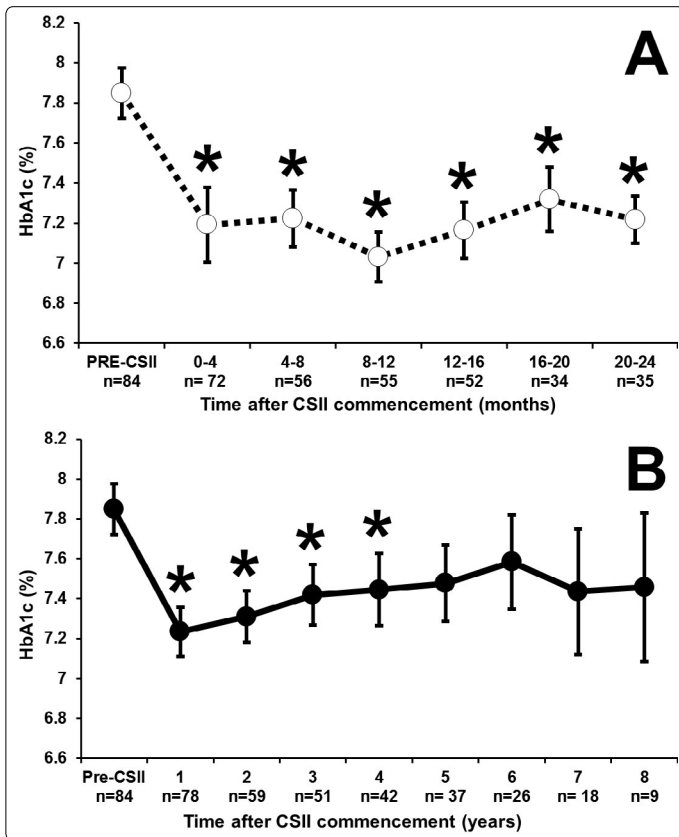 A
8.2
8
7.8
7.6
7.4
7.2
7
6.8
6.6
HbA1c (%)
* * * * * *
PRE-CSII 0-4 4-8 8-12 12-16 16-20 20-24
n=84 n= 72 n=56 n=55 n=52 n=34 n=35
Time after CSII commencement (months)
B
8.2
8
7.8
7.6
7.4
7.2
7
6.8
6.6
HbA1c (%)
* * * *
Pre-CSII 1 2 3 4 5 6 7 8
n=84 n=78 n=59 n=51 n=42 n= 37 n=26 n= 18 n=9
Time after CSII commencement (years)